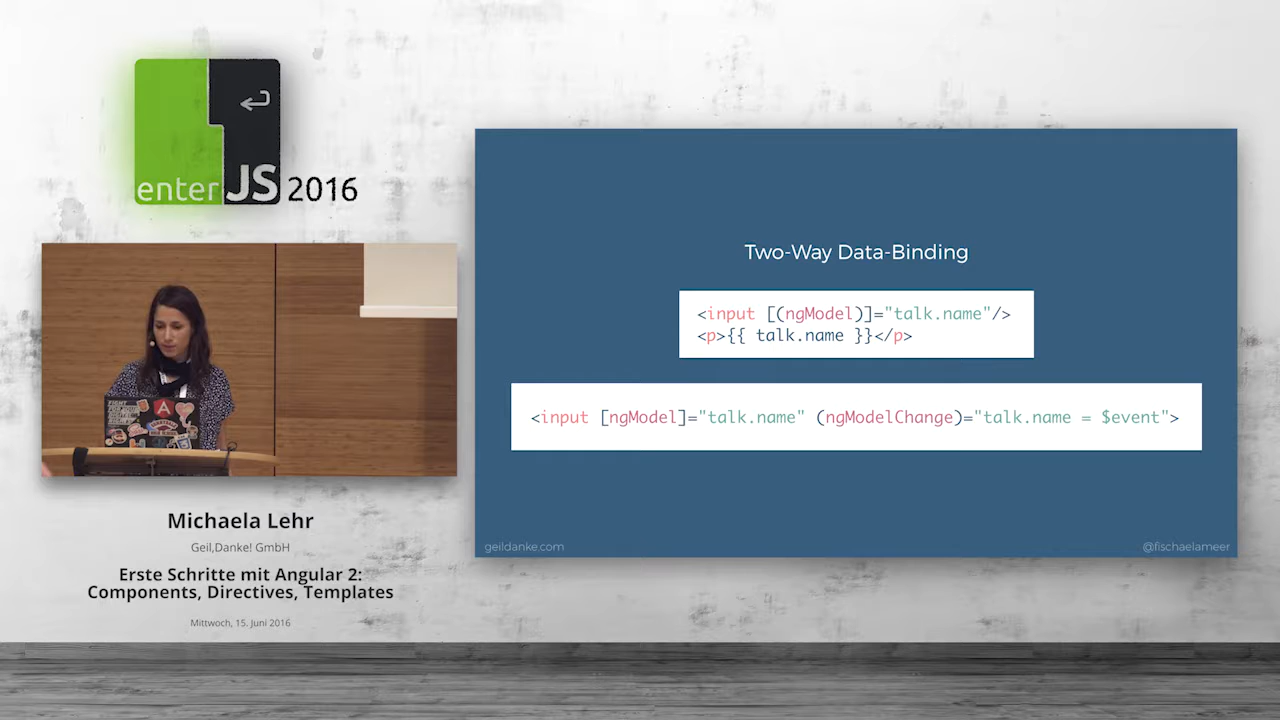 enterJS 2016
Michaela Lehr
Geil,Danke! GmbH
Erste Schritte mit Angular 2:
Components, Directives, Templates
Mittwoch, 15. Juni 2016
Two-Way Data-Binding
<input [(ngModel)]="talk.name"/>
<p>{{ talk.name }}</p>
<input [ngModel]="talk.name" (ngModelChange)="talk.name = $event">
geildanke.com
@fischaelameer